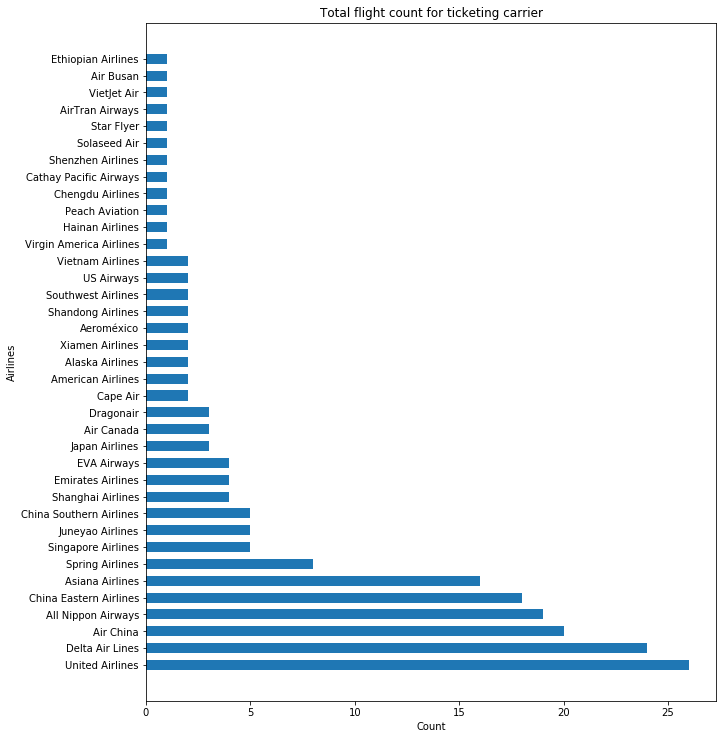 Total flight count for ticketing carrier
Ethiopian Airlines
Air Busan
VietJet Air
AirTran Airways
Star Flyer
Solaseed Air
Shenzhen Airlines
Cathay Pacific Airways
Chengdu Airlines
Peach Aviation
Hainan Airlines
Virgin America Airlines
Vietnam Airlines
US Airways
Southwest Airlines
Shandong Airlines
Aeroméxico
Xiamen Airlines
Alaska Airlines
American Airlines
Cape Air
Dragonair
Air Canada
Japan Airlines
EVA Airways
Emirates Airlines
Shanghai Airlines
China Southern Airlines
Juneyao Airlines
Singapore Airlines
Spring Airlines
Asiana Airlines
China Eastern Airlines
All Nippon Airways
Air China
Delta Air Lines
United Airlines
Airlines
0 5 10 15 20 25
Count